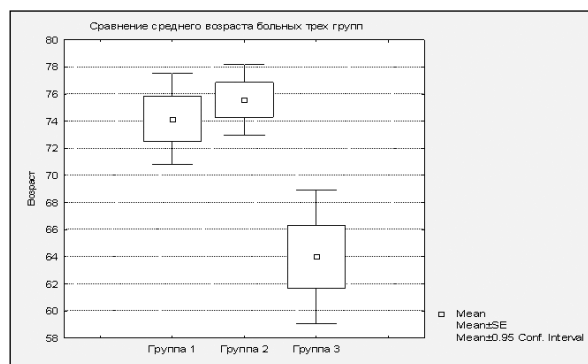 Сравнение среднего возраста больных трех групп
80
78
76
74
72
70
68
66
64
62
60
58
Возраст
Группа 1 Группа 2 Группа 3
Mean
Mean±SE
Mean±0.95 Conf. Interval